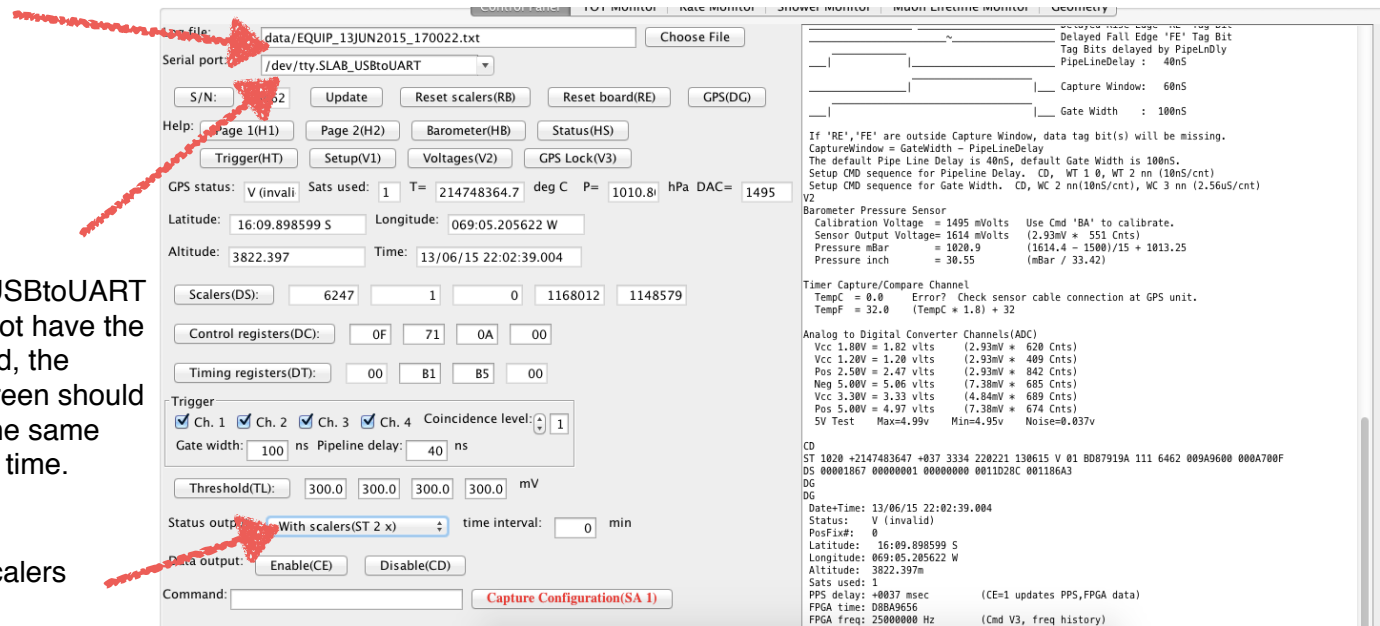 Control Panel TOT Monitor Rate Monitor Shower Monitor Muon Lifetime Monitor Geometry
file: data/EQUIP_13JUN2015_170022.txt Choose File
Serial port: /dev/tty.SLAB_USBtoUART
S/N: Update Reset scalers(RB) Reset board(RE) GPS(DG)
Help: Page 1(H1) Page 2(H2) Barometer(HB) Status(HS)
Trigger(HT) Setup(V1) Voltages(V2) GPS Lock(V3)
GPS status: V (invali Sats used: 1 T= 214748364.7 deg C P= 1010.8 hPa DAC= 1495
Latitude: 16:09.898599 S Longitude: 069:05.205622 W
Altitude: 3822.397 Time: 13/06/15 22:02:39.004
Scalers(DS): 6247 1 0 1168012 1148579
Control registers(DC): 0F 71 0A 00
Timing registers(DT): 00 B1 B5 00
Trigger
Ch. 1 Ch. 2 Ch. 3 Ch. 4 Coincidence level: 1
Gate width: 100 ns Pipeline delay: 40 ns
Threshold(TL): 300.0 300.0 300.0 300.0 mV
Status outp With scalers(ST 2 x) time interval: 0 min
Data output: Enable(CE) Disable(CD)
Command: Capture Configuration(SA 1)
USBtoUART
ot have the
d, the
reen should
he same
time.
calers
Delayed Rise Edge 'RE' Tag Bit
~ Delayed Fall Edge 'FE' Tag Bit
Tag Bits delayed by PipeLnDly
___| |___ PipeLineDelay : 40nS
| |___ Capture Window: 60nS
___| |___ Gate Width : 100nS
If 'RE','FE' are outside Capture Window, data tag bit(s) will be missing.
CaptureWindow = GateWidth - PipeLineDelay
The default Pipe Line Delay is 40nS, default Gate Width is 100nS.
Setup CMD sequence for Pipeline Delay. CD, WT 1 0, WT 2 nn (10nS/cnt)
Setup CMD sequence for Gate Width. CD, WC 2 nn(10nS/cnt), WC 3 nn (2.56uS/cnt)
V2
Barometer Pressure Sensor
Calibration Voltage = 1495 mVolts Use Cmd 'BA' to calibrate.
Sensor Output Voltage= 1614 mVolts (2.93mV * 551 Cnts)
Pressure mBar = 1020.9 (1614.4 - 1500)/15 + 1013.25
Pressure inch = 30.55 (mBar / 33.42)
Timer Capture/Compare Channel
TempC = 0.0 Error? Check sensor cable connection at GPS unit.
TempF = 32.0 (TempC * 1.8) + 32
Analog to Digital Converter Channels(ADC)
Vcc 1.80V = 1.82 vlts (2.93mV * 620 Cnts)
Vcc 1.20V = 1.20 vlts (2.93mV * 409 Cnts)
Pos 2.50V = 2.47 vlts (2.93mV * 842 Cnts)
Neg 5.00V = 5.06 vlts (7.38mV * 685 Cnts)
Vcc 3.30V = 3.33 vlts (4.84mV * 689 Cnts)
Pos 5.00V = 4.97 vlts (7.38mV * 674 Cnts)
5V Test Max=4.99v Min=4.95v Noise=0.037v
CD
ST 1020 +2147483647 +037 3334 220221 130615 V 01 BD87919A 111 6462 009A9600 000A700F
DS 00001867 00000001 00000000 0011D28C 001186A3
DG
DG
Date+Time: 13/06/15 22:02:39.004
Status: V (invalid)
PosFix#: 0
Latitude: 16:09.898599 S
Longitude: 069:05.205622 W
Altitude: 3822.397m
Sats used: 1
PPS delay: +0037 msec (CE=1 updates PPS,FPGA data)
FPGA time: D8BA9656
FPGA freq: 25000000 Hz (Cmd V3, freq history)